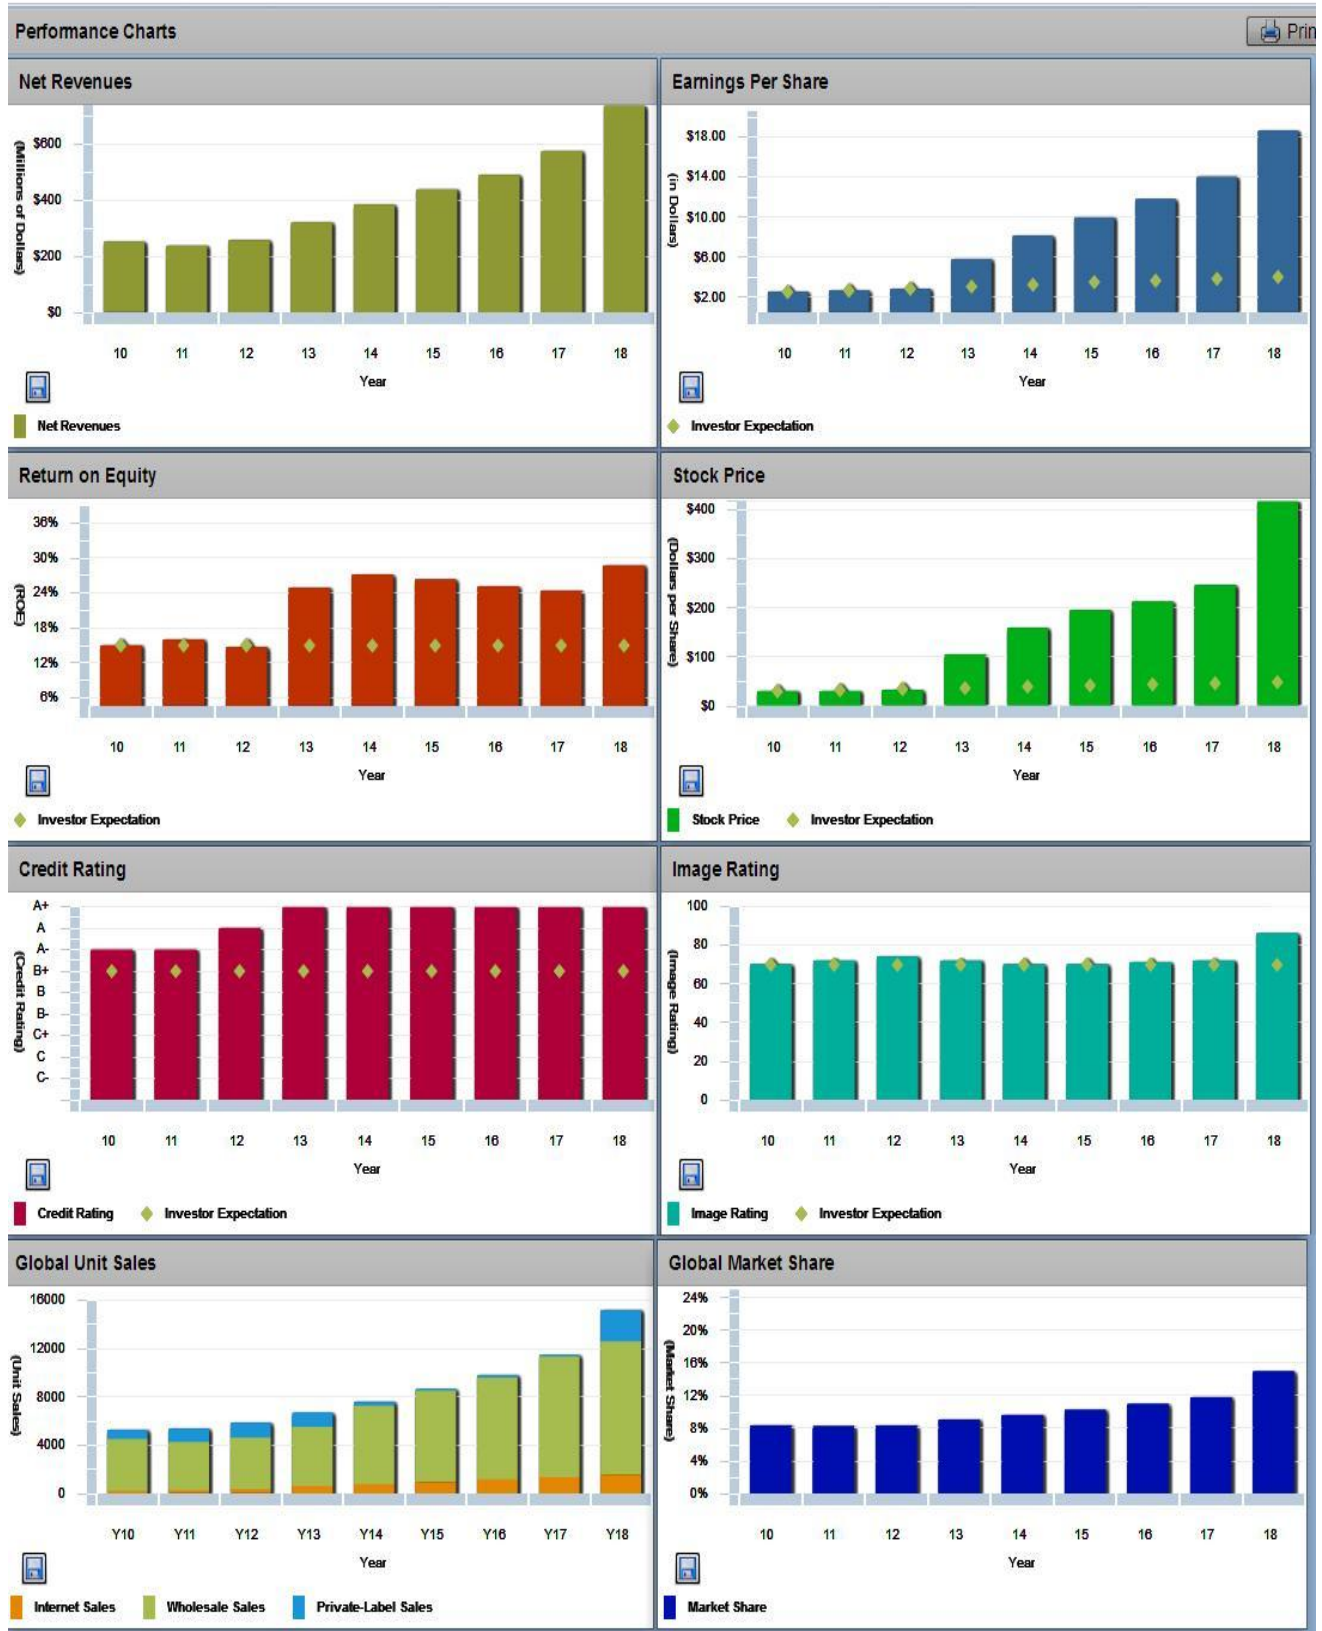 Performance Charts
Prin
Net Revenues
(Millions of Dollars)
$600
$400
$200
$0
10 11 12 13 14 15 16 17 18
Year
Net Revenues
Earnings Per Share
(in Dollars)
$18.00
$14.00
$10.00
$6.00
$2.00
10 11 12 13 14 15 16 17 18
Year
Investor Expectation
Return on Equity
(ROE)
36%
30%
24%
18%
12%
6%
10 11 12 13 14 15 16 17 18
Year
Investor Expectation
Stock Price
(Dollars per Share)
$400
$300
$200
$100
$0
10 11 12 13 14 15 16 17 18
Year
Stock Price Investor Expectation
Credit Rating
(Credit Rating)
A+
A
A-
B+
B
B-
C+
C
C-
10 11 12 13 14 15 16 17 18
Year
Credit Rating Investor Expectation
Image Rating
(Image Rating)
100
80
60
40
20
0
10 11 12 13 14 15 16 17 18
Year
Image Rating Investor Expectation
Global Unit Sales
(Unit Sales)
16000
12000
8000
4000
0
Y10 Y11 Y12 Y13 Y14 Y15 Y16 Y17 Y18
Year
Internet Sales Wholesale Sales Private-Label Sales
Global Market Share
(Market Share)
24%
20%
16%
12%
8%
4%
0%
10 11 12 13 14 15 16 17 18
Year
Market Share